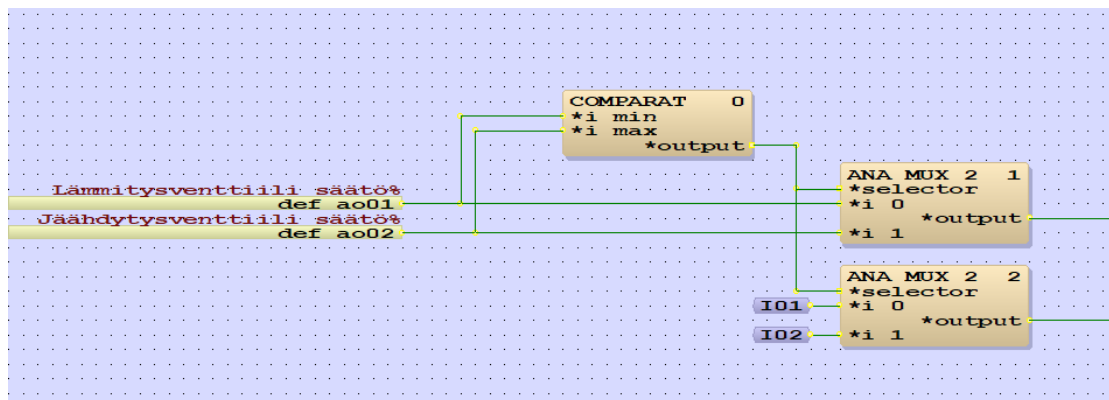 COMPARAT 0
*i min
*i max
*output
Lämmitysventtiili säätö%
def ao01
Jäähdytysventtiili säätö%
def ao02
ANA MUX 2 1
*selector
*i 0
*output
*i 1
ANA MUX 2 2
*selector
I01
*i 0
*output
I02
*i 1